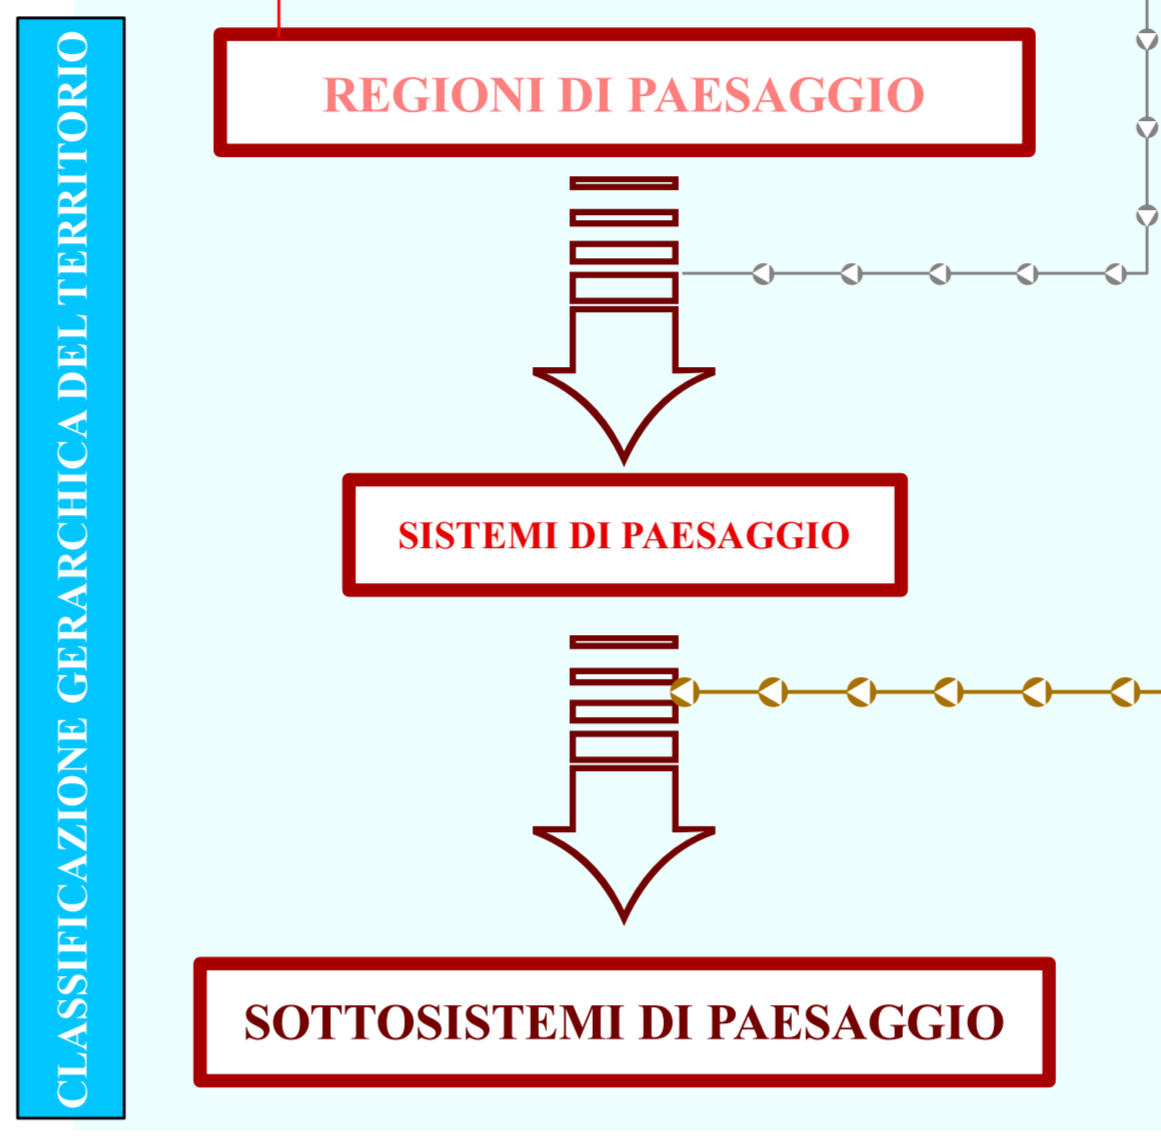 CLASSIFICAZIONE GERARCHICA DEL TERRITORIO
REGIONI DI PAESAGGIO
SISTEMI DI PAESAGGIO
SOTTOSISTEMI DI PAESAGGIO